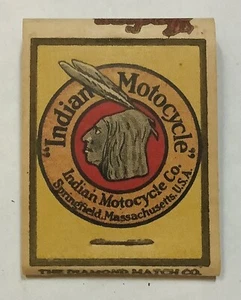 "Indian Motocycle"
Indian Motocycle Co.
Springfield, Massachusetts, U.S.A.
THE DIAMOND MATCH CO.